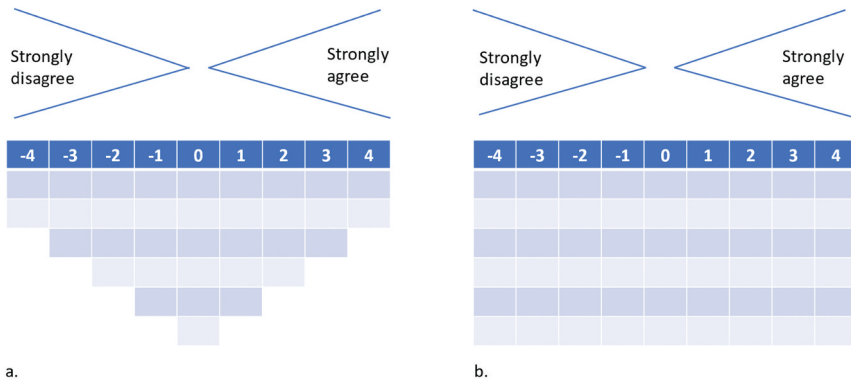 Strongly
disagree
Strongly
agree
-4 -3 -2 -1 0 1 2 3 4
a.
Strongly
disagree
Strongly
agree
-4 -3 -2 -1 0 1 2 3 4
b.